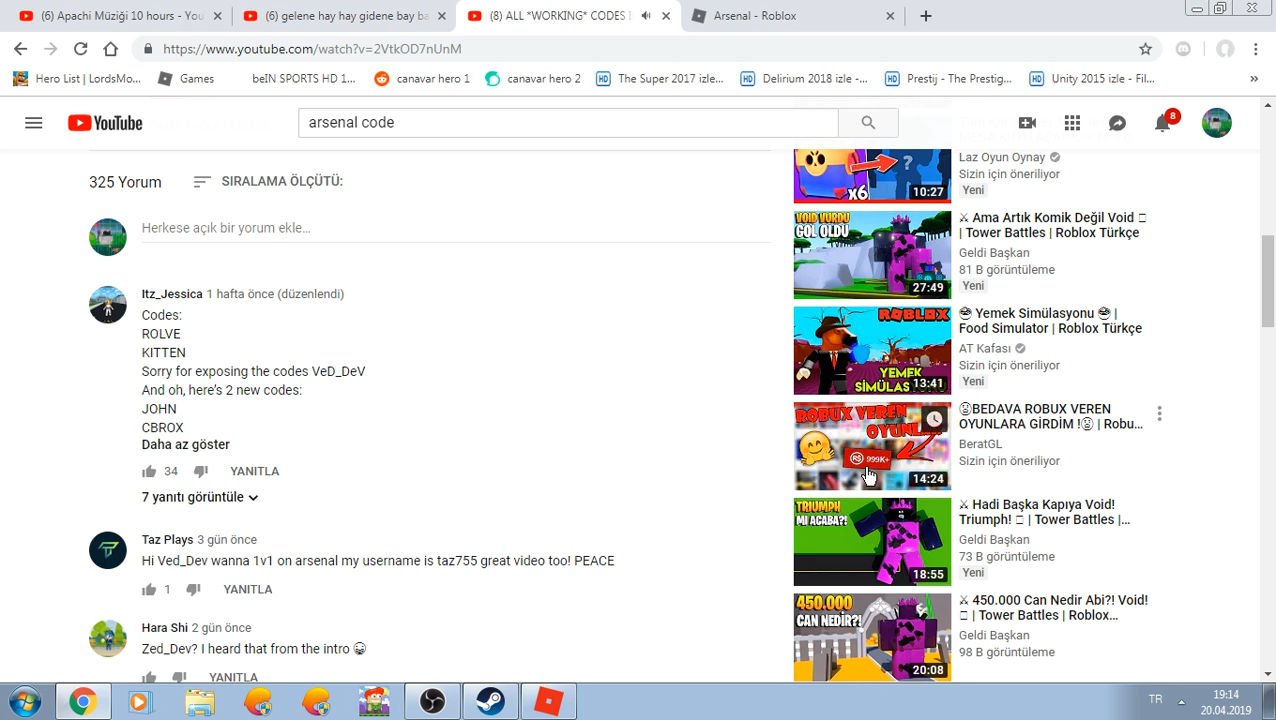 (6) Apachi Müziği 10 hours - You
(6) gelene hay hay gidene bay ba
(8) ALL *WORKING* CODES I
Arsenal - Roblox
https://www.youtube.com/watch?v=2VtkOD7nUnM
Hero List | LordsMo...
Games
beIN SPORTS HD 1...
canavar hero 1
canavar hero 2
The Super 2017 izle...
Delirium 2018 izle -...
Prestij - The Prestig...
Unity 2015 izle - Fil...
YouTube
arsenal code
8
325 Yorum
SIRALAMA ÖLÇÜTÜ:
Herkese açık bir yorum ekle...
Itz_Jessica 1 hafta önce (düzenlendi)
Codes:
ROLVE
KITTEN
Sorry for exposing the codes VeD_DeV
And oh, here's 2 new codes:
JOHN
CBROX
Daha az göster
34
YANITLA
7 yanıtı görüntüle
Taz Plays 3 gün önce
Hi Ved_Dev wanna 1v1 on arsenal my username is taz755 great video too! PEACE
1
YANITLA
Hara Shi 2 gün önce
Zed_Dev? I heard that from the intro
YANITLA
x6
10:27
Laz Oyun Oynay
Sizin için öneriliyor
Yeni
VOID VURDU
GOL OLDU
27:49
Ama Artık Komik Değil Void
| Tower Battles | Roblox Türkçe
Geldi Başkan
81 B görüntüleme
Yeni
ROBLOX
YEMEK
13:41
Yemek Simülasyonu |
Food Simulator | Roblox Türkçe
AT Kafası
Sizin için öneriliyor
Yeni
ROBUX VEREN
R$ 999K+
14:24
BEDAVA ROBUX VEREN
OYUNLARA GİRDİM ! | Robu...
BeratGL
Sizin için öneriliyor
TRIUMPH
MI ACABA?!
18:55
Hadi Başka Kapıya Void!
Triumph! | Tower Battles |...
Geldi Başkan
73 B görüntüleme
Yeni
450.000
CAN NEDİR?!
20:08
450.000 Can Nedir Abi?! Void!
| Tower Battles | Roblox...
Geldi Başkan
98 B görüntüleme
TR
19:14
20.04.2019